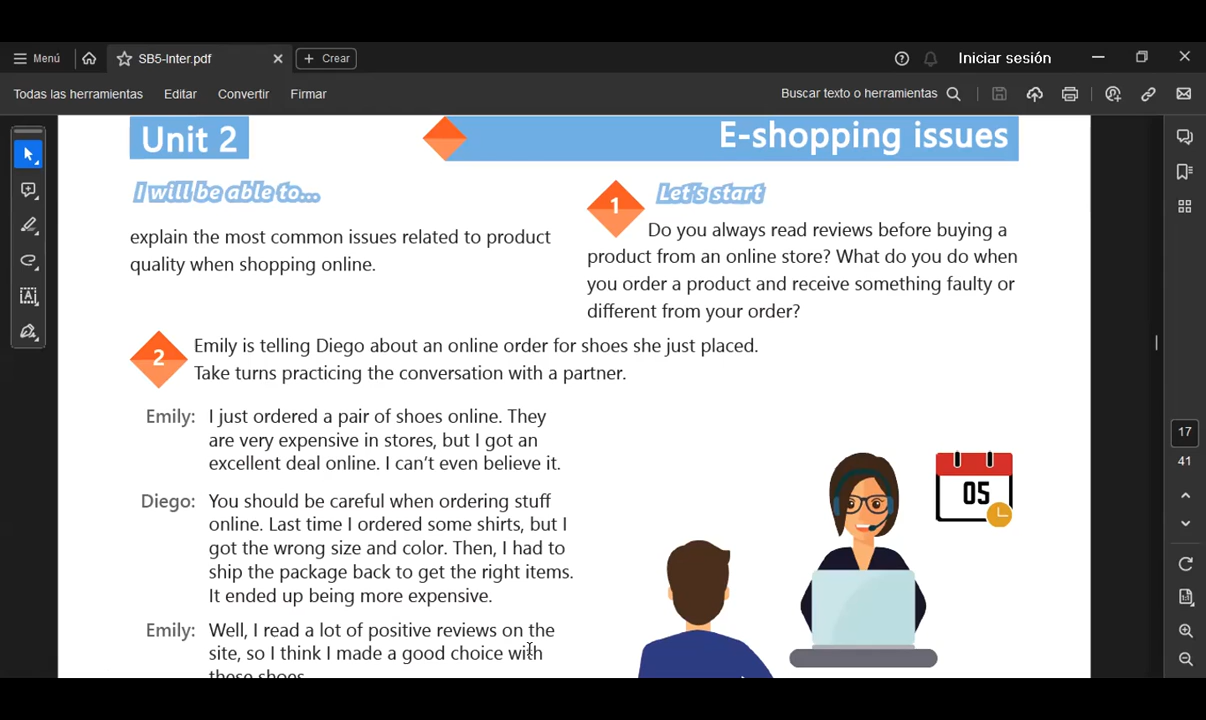 Menú
SB5-Inter.pdf
Crear
Iniciar sesión
Todas las herramientas
Editar
Convertir
Firmar
Buscar texto o herramientas
Unit 2
E-shopping issues
I will be able to...
explain the most common issues related to product
quality when shopping online.
1
Let's start
Do you always read reviews before buying a
product from an online store? What do you do when
you order a product and receive something faulty or
different from your order?
2
Emily is telling Diego about an online order for shoes she just placed.
Take turns practicing the conversation with a partner.
Emily: I just ordered a pair of shoes online. They
are very expensive in stores, but I got an
excellent deal online. I can't even believe it.
Diego: You should be careful when ordering stuff
online. Last time I ordered some shirts, but I
got the wrong size and color. Then, I had to
ship the package back to get the right items.
It ended up being more expensive.
Emily: Well, I read a lot of positive reviews on the
site, so I think I made a good choice with
these shoes.
05
17
41